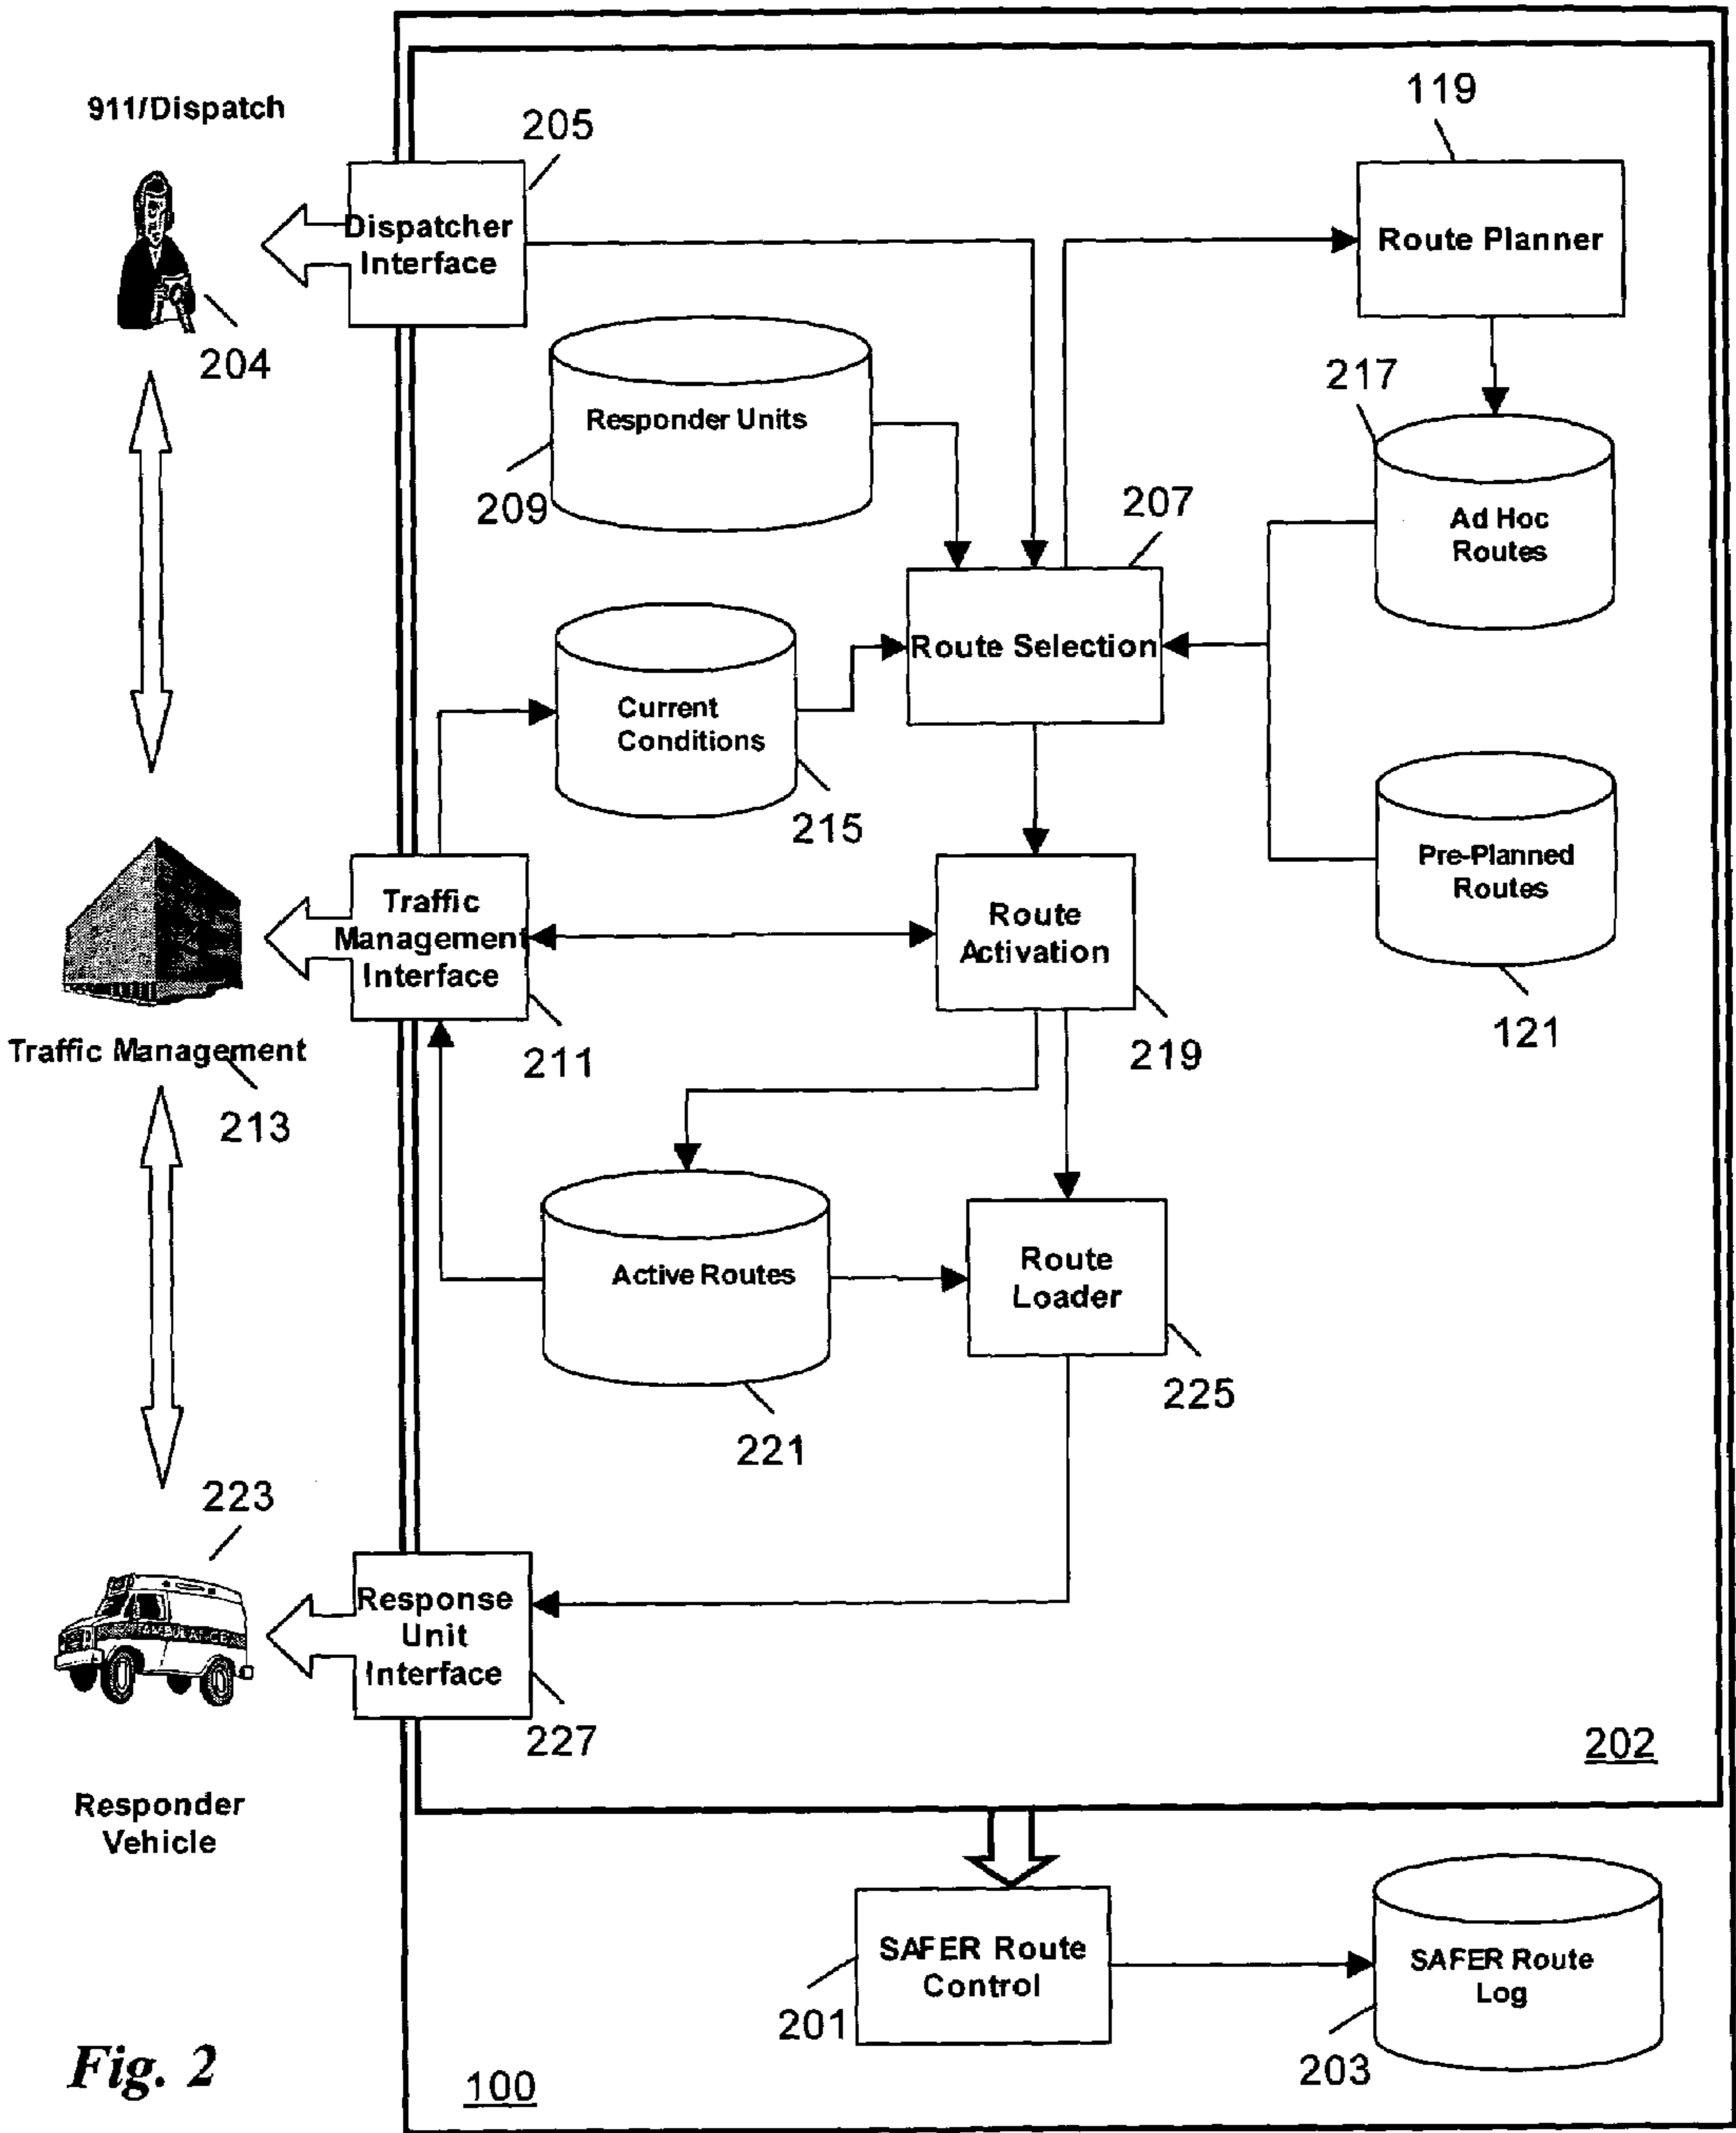 911/Dispatch
205
119
Dispatcher
Interface
Route Planner
204
217
Responder Units
209
207
Ad Hoc
Routes
Route Selection
Current
Conditions
215
Pre-Planned
Routes
Traffic
Management
Interface
Route
Activation
121
Traffic Management
211
219
213
Active Routes
Route
Loader
225
221
223
AMBULANCE
Response
Unit
Interface
227
202
Responder
Vehicle
SAFER Route
Control
SAFER Route
Log
201
203
Fig. 2
100